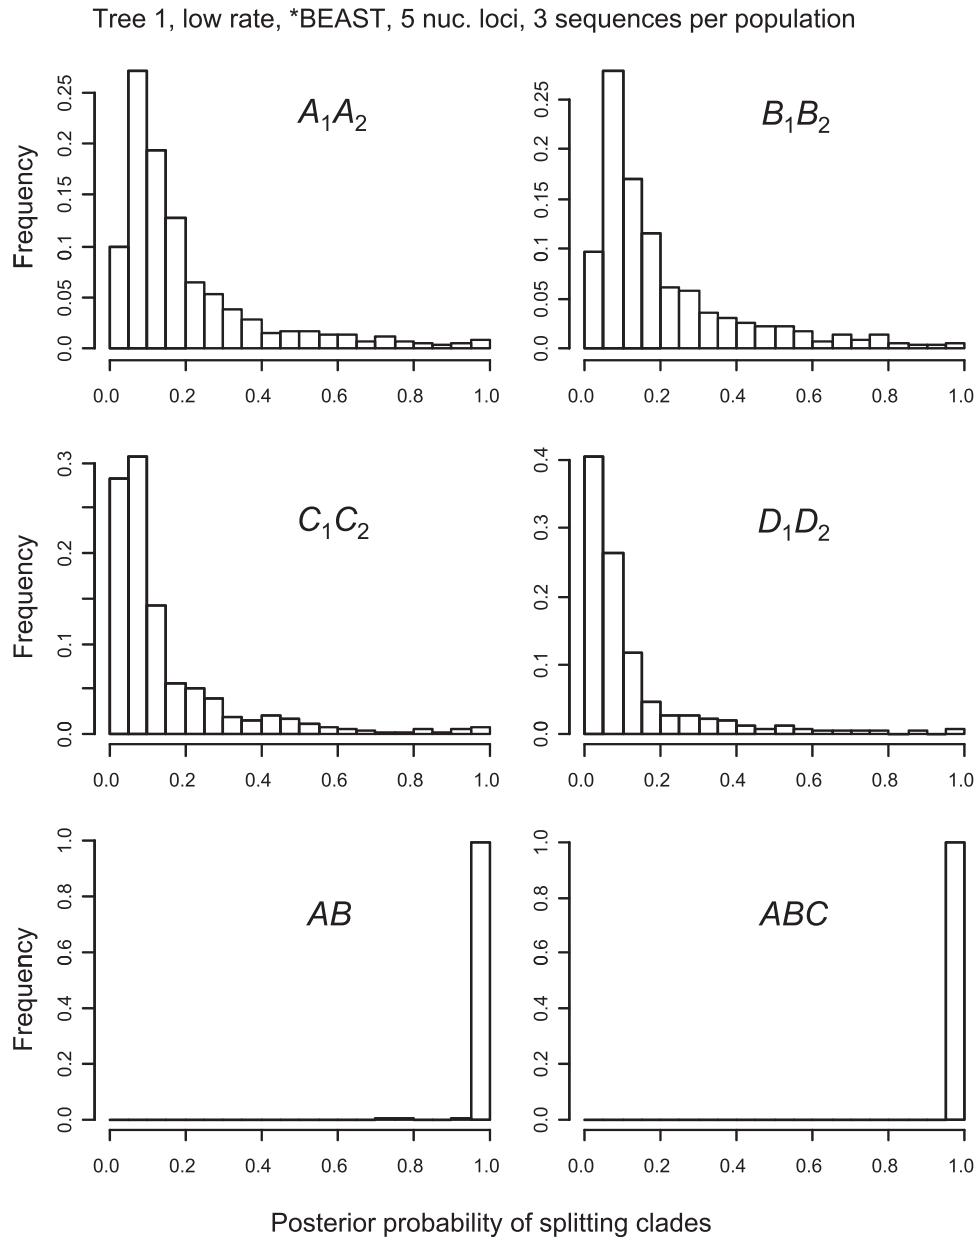 Tree 1, low rate, *BEAST, 5 nuc. loci, 3 sequences per population
A1A2
B1B2
Frequency
0.0 0.05 0.1 0.15 0.2 0.25
0.0 0.05 0.1 0.15 0.2 0.25
0.0 0.2 0.4 0.6 0.8 1.0
0.0 0.2 0.4 0.6 0.8 1.0
C1C2
D1D2
Frequency
0.0 0.1 0.2 0.3
0.0 0.1 0.2 0.3 0.4
0.0 0.2 0.4 0.6 0.8 1.0
0.0 0.2 0.4 0.6 0.8 1.0
AB
ABC
Frequency
0.0 0.2 0.4 0.6 0.8 1.0
0.0 0.2 0.4 0.6 0.8 1.0
0.0 0.2 0.4 0.6 0.8 1.0
0.0 0.2 0.4 0.6 0.8 1.0
Posterior probability of splitting clades